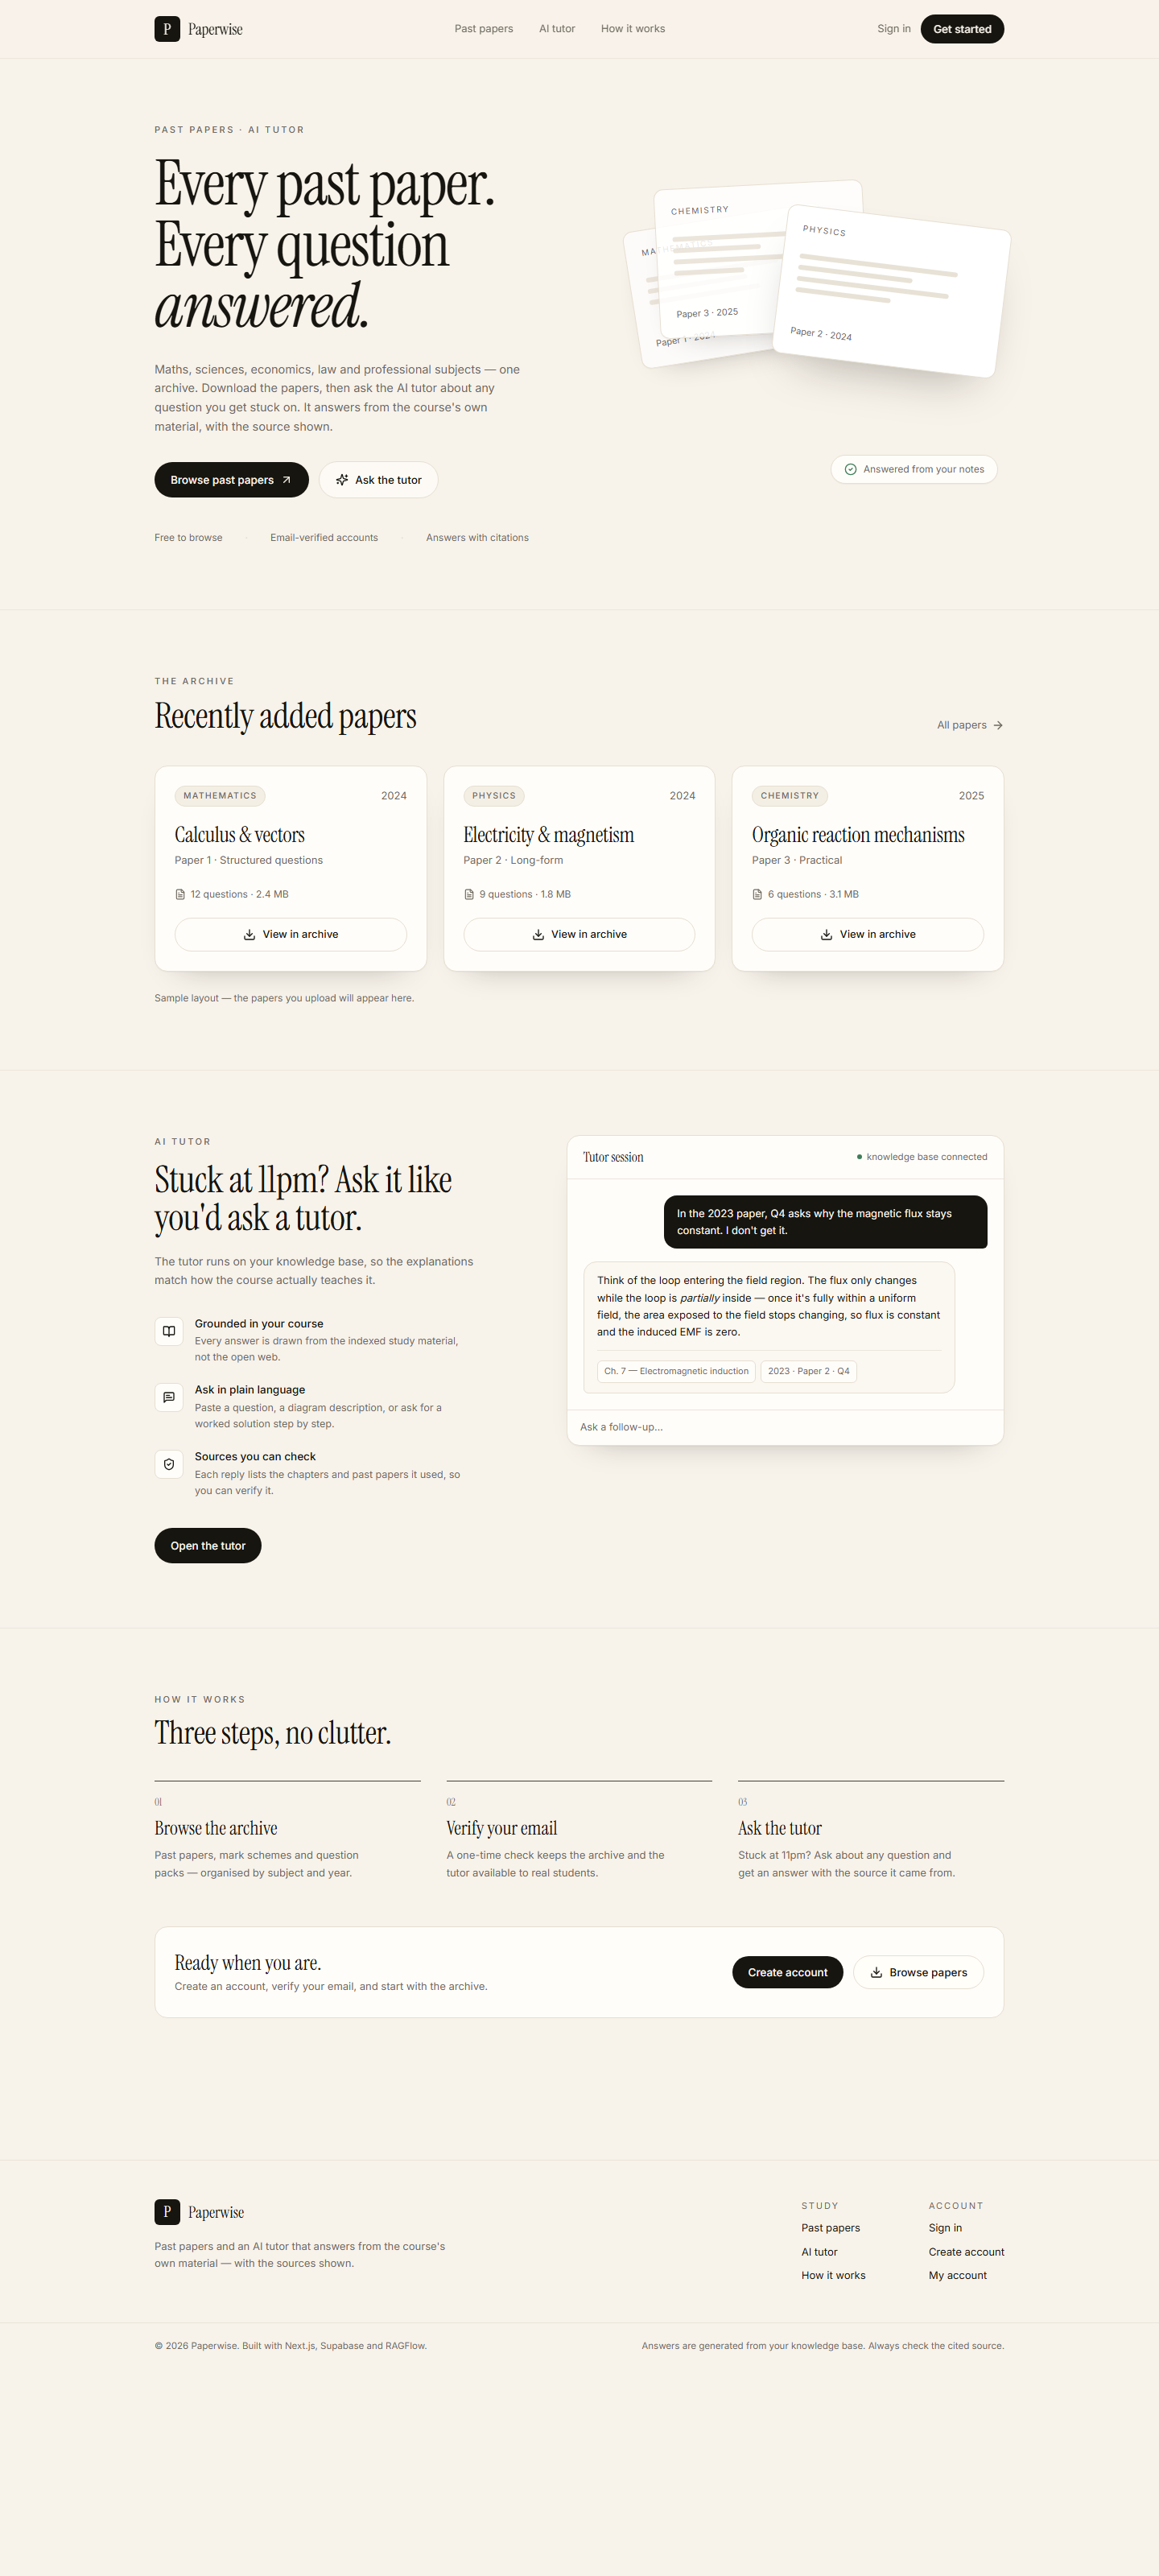 P Paperwise
Past papers AI tutor How it works
Sign in Get started
PAST PAPERS · AI TUTOR
Every past paper.
Every question
answered.
Maths, sciences, economics, law and professional subjects — one
archive. Download the papers, then ask the AI tutor about any
question you get stuck on. It answers from the course's own
material, with the source shown.
Browse past papers
Ask the tutor
Free to browse · Email-verified accounts · Answers with citations
CHEMISTRY
Paper 3 · 2025
MATHEMATICS
Paper 1 · 2024
PHYSICS
Paper 2 · 2024
Answered from your notes
THE ARCHIVE
Recently added papers
All papers
MATHEMATICS 2024
Calculus & vectors
Paper 1 · Structured questions
12 questions · 2.4 MB
View in archive
PHYSICS 2024
Electricity & magnetism
Paper 2 · Long-form
9 questions · 1.8 MB
View in archive
CHEMISTRY 2025
Organic reaction mechanisms
Paper 3 · Practical
6 questions · 3.1 MB
View in archive
Sample layout — the papers you upload will appear here.
AI TUTOR
Stuck at 11pm? Ask it like
you'd ask a tutor.
The tutor runs on your knowledge base, so the explanations
match how the course actually teaches it.
Grounded in your course
Every answer is drawn from the indexed study material,
not the open web.
Ask in plain language
Paste a question, a diagram description, or ask for a
worked solution step by step.
Sources you can check
Each reply lists the chapters and past papers it used, so
you can verify it.
Open the tutor
Tutor session
knowledge base connected
In the 2023 paper, Q4 asks why the magnetic flux stays
constant. I don't get it.
Think of the loop entering the field region. The flux only changes
while the loop is partially inside — once it's fully within a uniform
field, the area exposed to the field stops changing, so flux is constant
and the induced EMF is zero.
Ch. 7 — Electromagnetic induction
2023 · Paper 2 · Q4
Ask a follow-up...
HOW IT WORKS
Three steps, no clutter.
01
Browse the archive
Past papers, mark schemes and question
packs — organised by subject and year.
02
Verify your email
A one-time check keeps the archive and the
tutor available to real students.
03
Ask the tutor
Stuck at 11pm? Ask about any question and
get an answer with the source it came from.
Ready when you are.
Create an account, verify your email, and start with the archive.
Create account
Browse papers
P Paperwise
Past papers and an AI tutor that answers from the course's
own material — with the sources shown.
STUDY
Past papers
AI tutor
How it works
ACCOUNT
Sign in
Create account
My account
© 2026 Paperwise. Built with Next.js, Supabase and RAGFlow.
Answers are generated from your knowledge base. Always check the cited source.